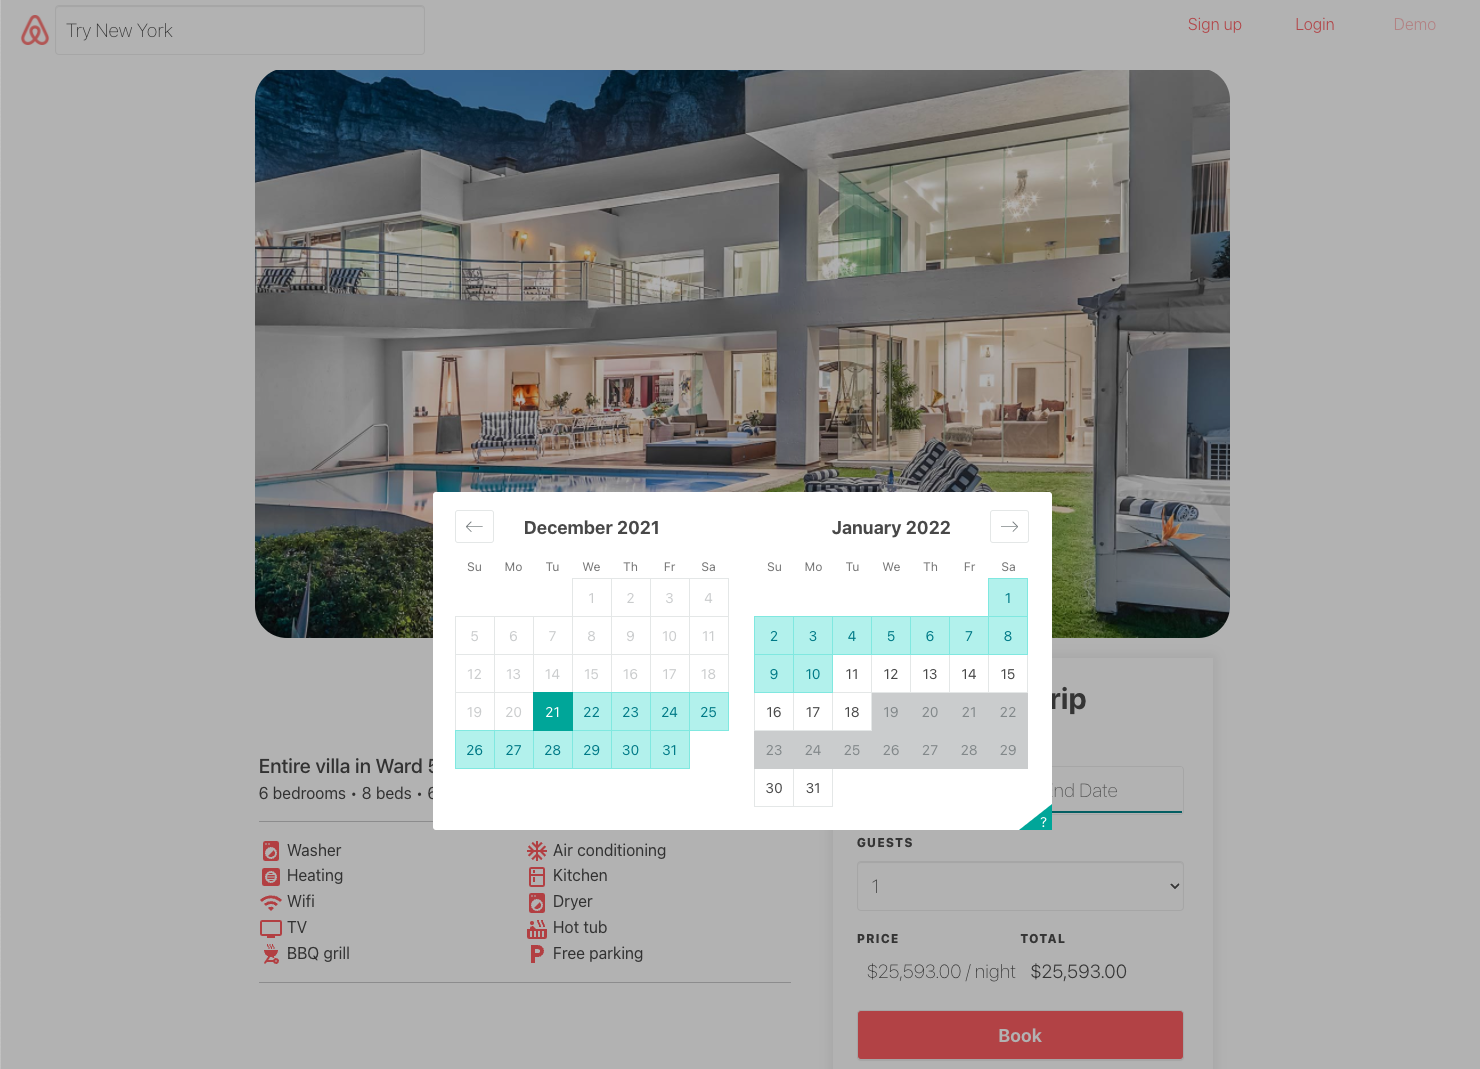 Try New York
Sign up Login Demo
December 2021
Su Mo Tu We Th Fr Sa
1 2 3 4
5 6 7 8 9 10 11
12 13 14 15 16 17 18
19 20 21 22 23 24 25
26 27 28 29 30 31
January 2022
Su Mo Tu We Th Fr Sa
1
2 3 4 5 6 7 8
9 10 11 12 13 14 15
16 17 18 19 20 21 22
23 24 25 26 27 28 29
30 31
?
Entire villa in Ward
6 bedrooms • 8 beds •
Washer
Heating
Wifi
TV
BBQ grill
Air conditioning
Kitchen
Dryer
Hot tub
Free parking
rip
nd Date
GUESTS
1
PRICE TOTAL
$25,593.00 / night $25,593.00
Book